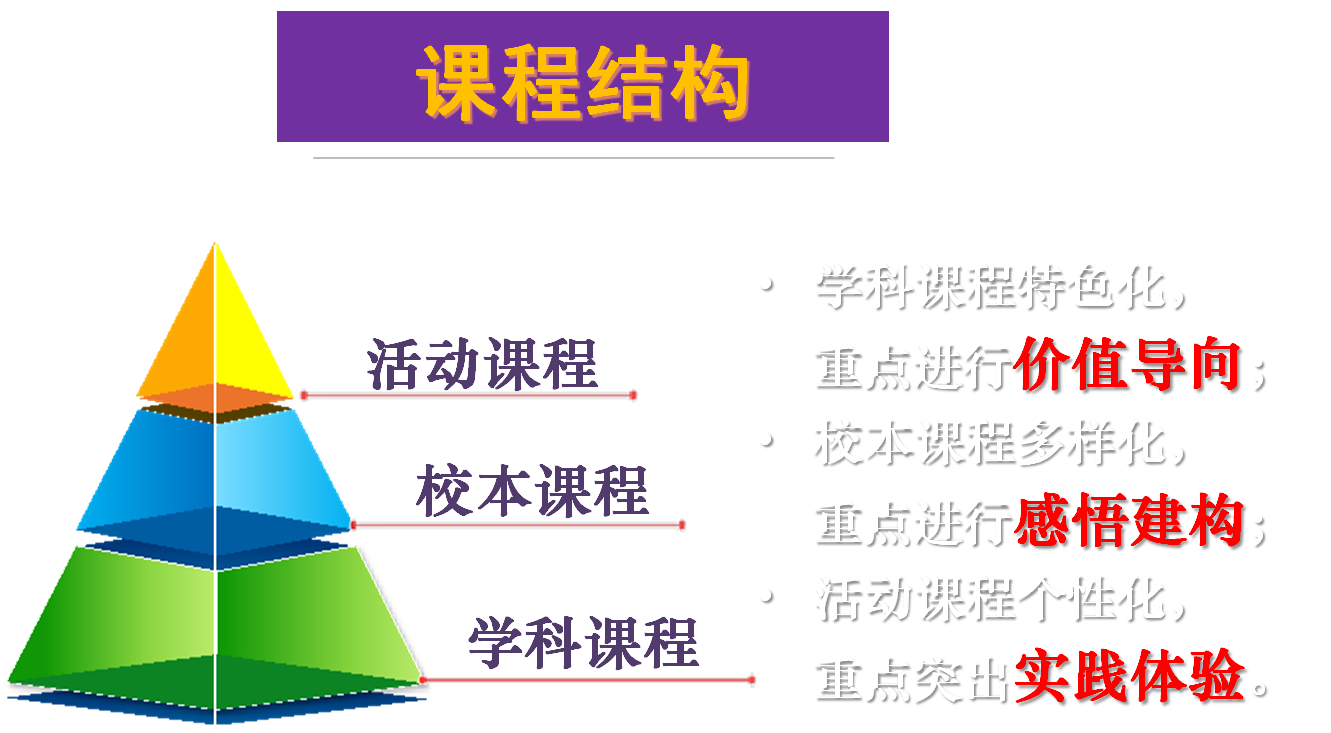 课程结构
活动课程
校本课程
学科课程
• 学科课程特色化，
重点进行价值导向；
• 校本课程多样化，
重点进行感悟建构；
• 活动课程个性化，
重点突出实践体验。